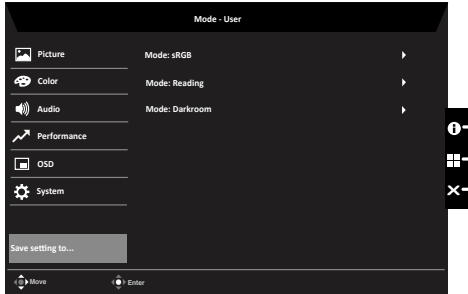 Mode - User
Picture
Mode: sRGB
Color
Mode: Reading
Audio
Mode: Darkroom
Performance
OSD
System
Save setting to...
Move
Enter